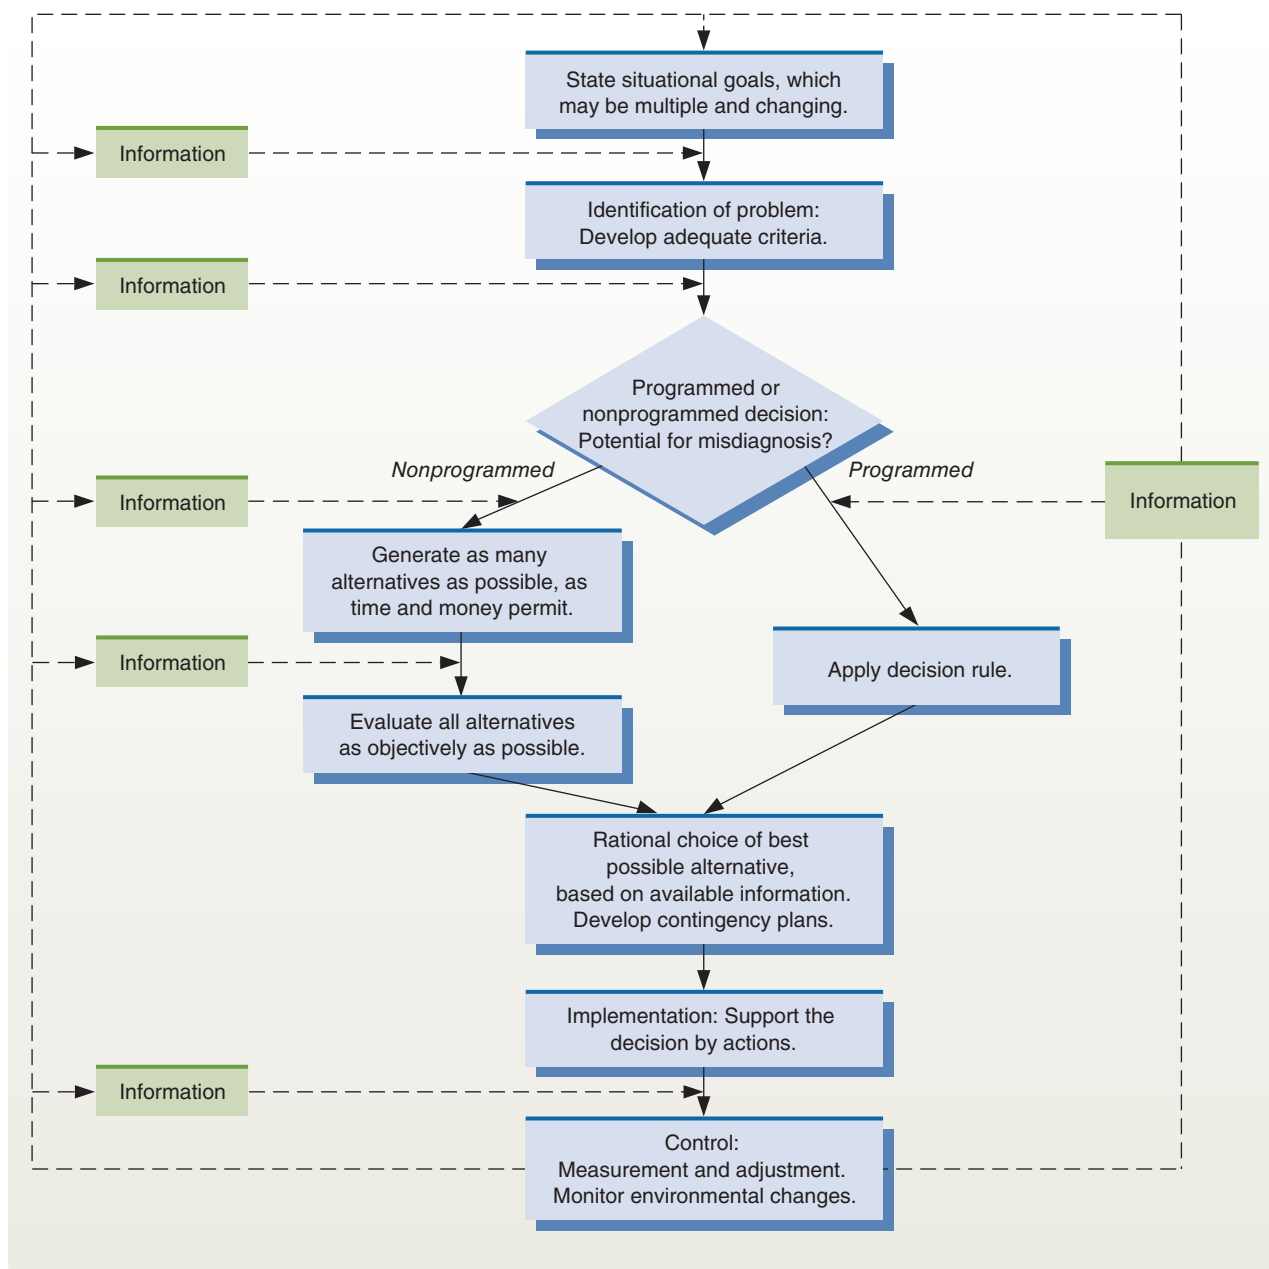 State situational goals, which
may be multiple and changing.
Information
Identification of problem:
Develop adequate criteria.
Information
Programmed or
nonprogrammed decision:
Potential for misdiagnosis?
Nonprogrammed
Programmed
Information
Information
Generate as many
alternatives as possible, as
time and money permit.
Information
Apply decision rule.
Evaluate all alternatives
as objectively as possible.
Rational choice of best
possible alternative,
based on available information.
Develop contingency plans.
Implementation: Support the
decision by actions.
Information
Control:
Measurement and adjustment.
Monitor environmental changes.